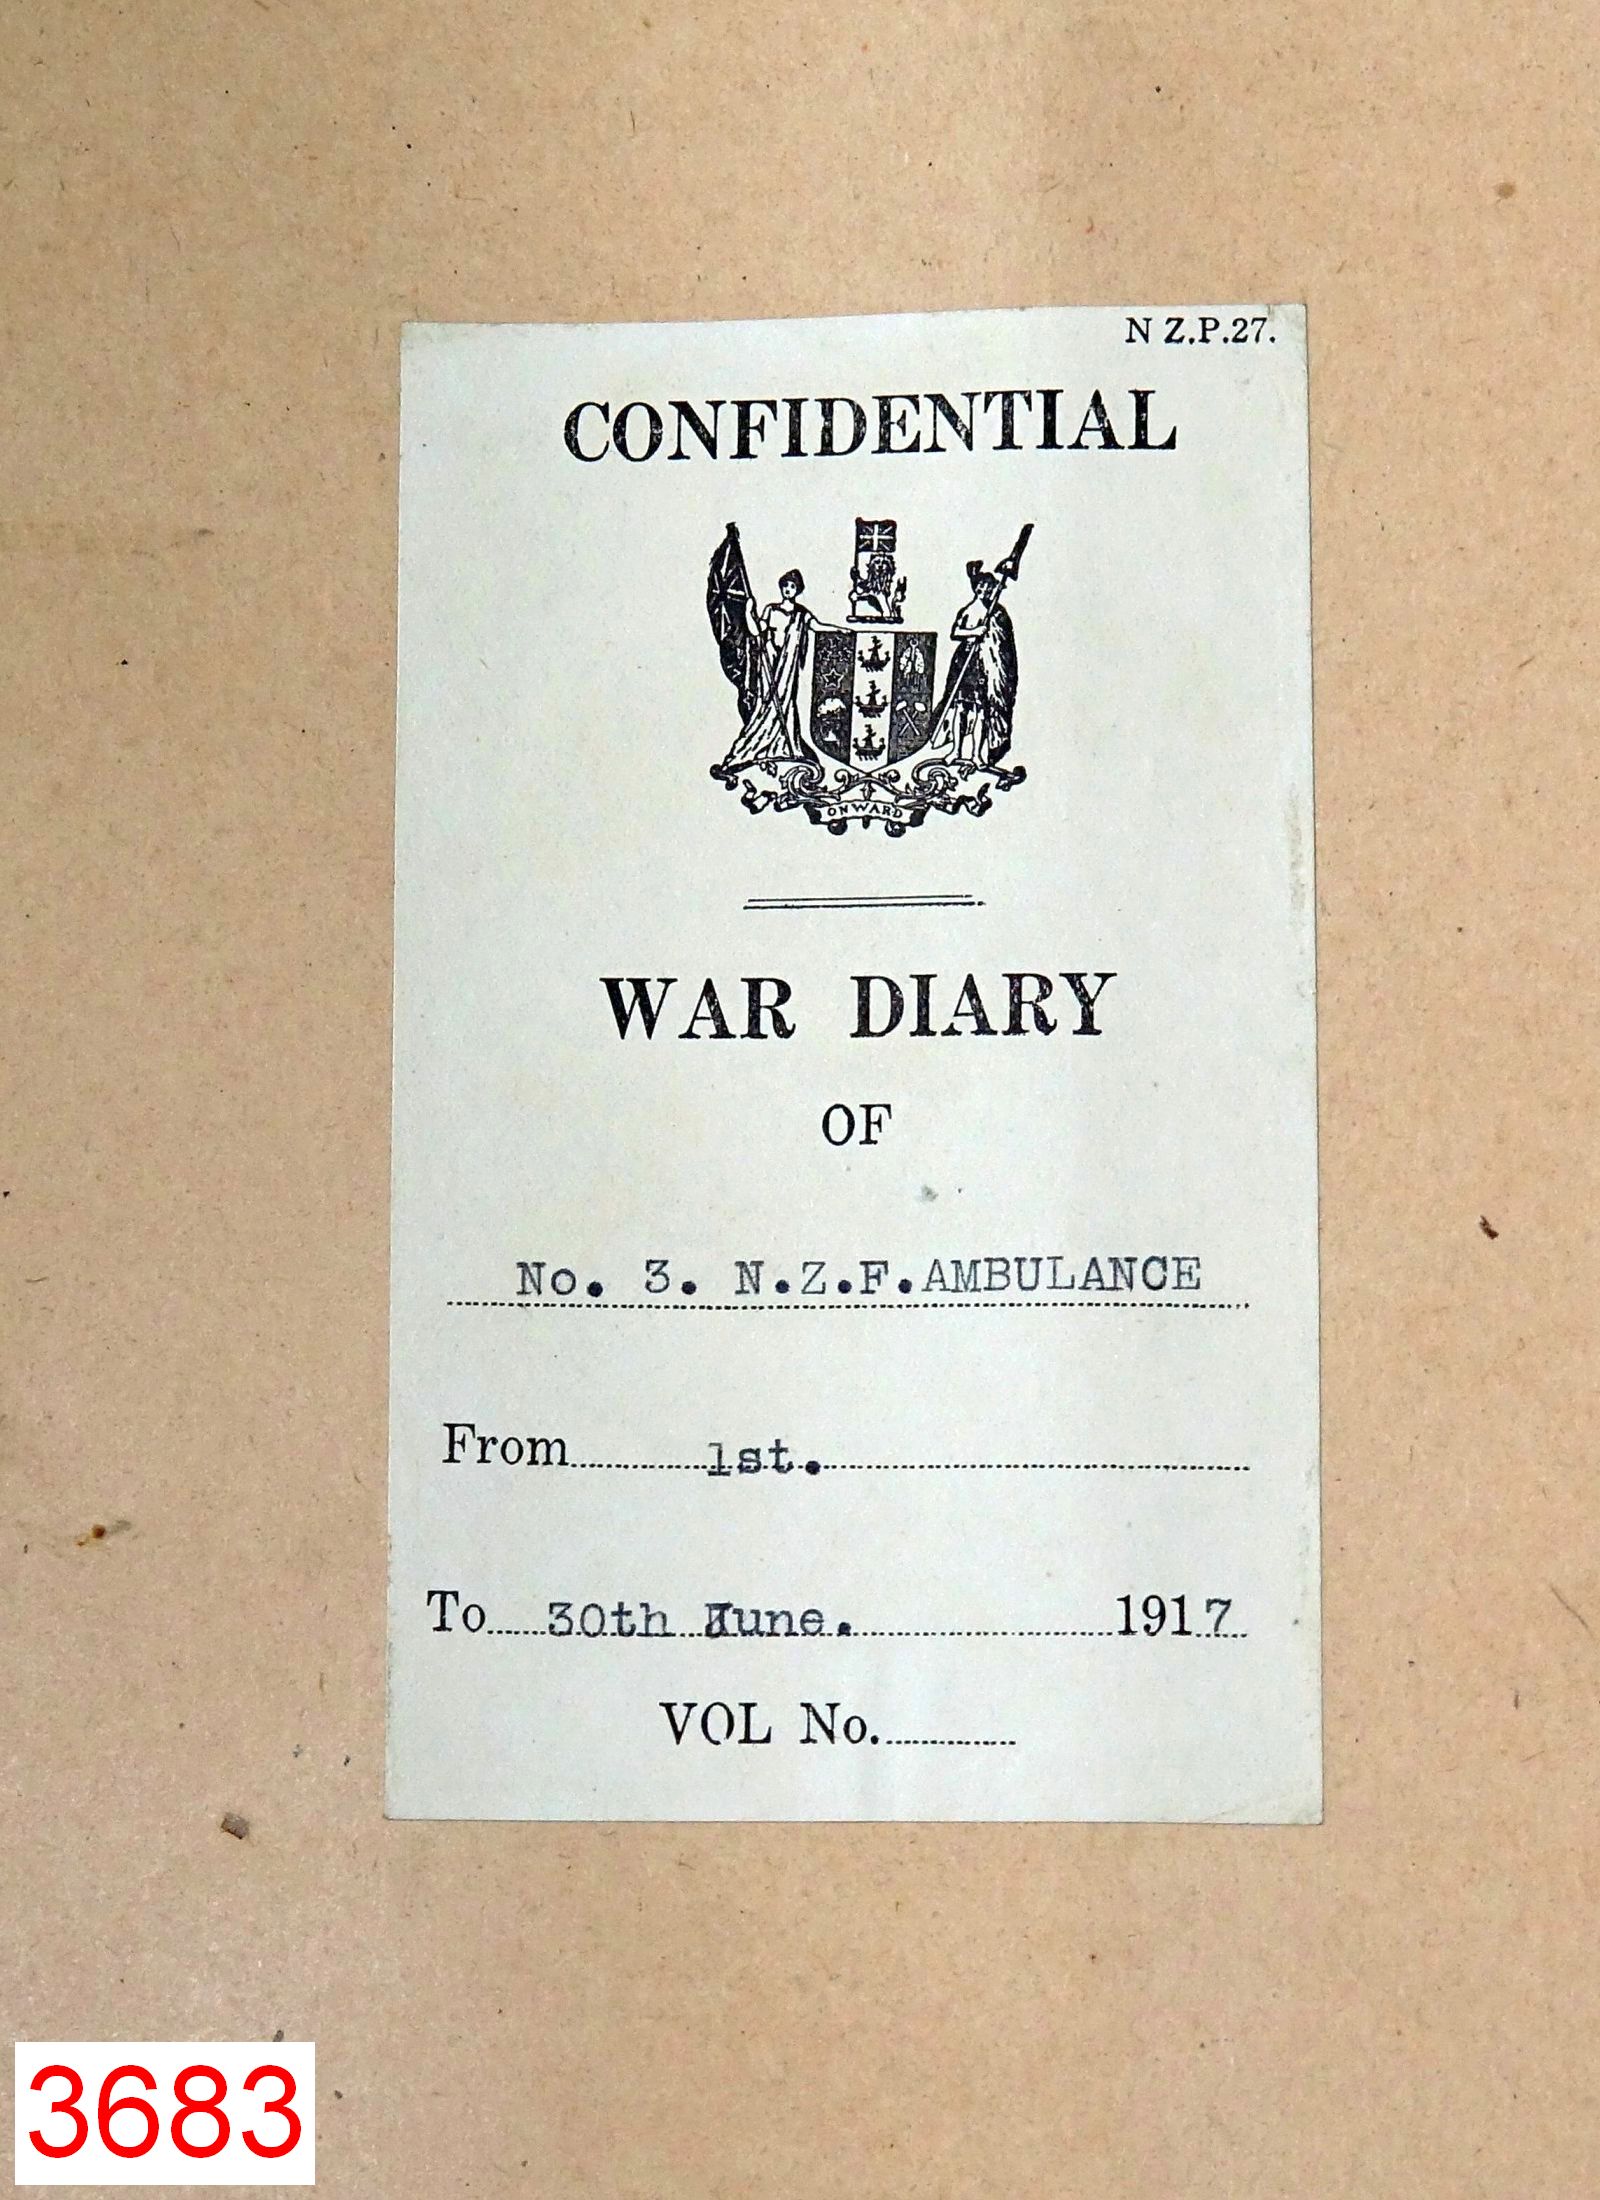 N Z.P.27.
CONFIDENTIAL
ONWARD
WAR DIARY
OF
No. 3. N.Z.F.AMBULANCE
From 1st.
To 30th June. 1917
VOL No.
3683